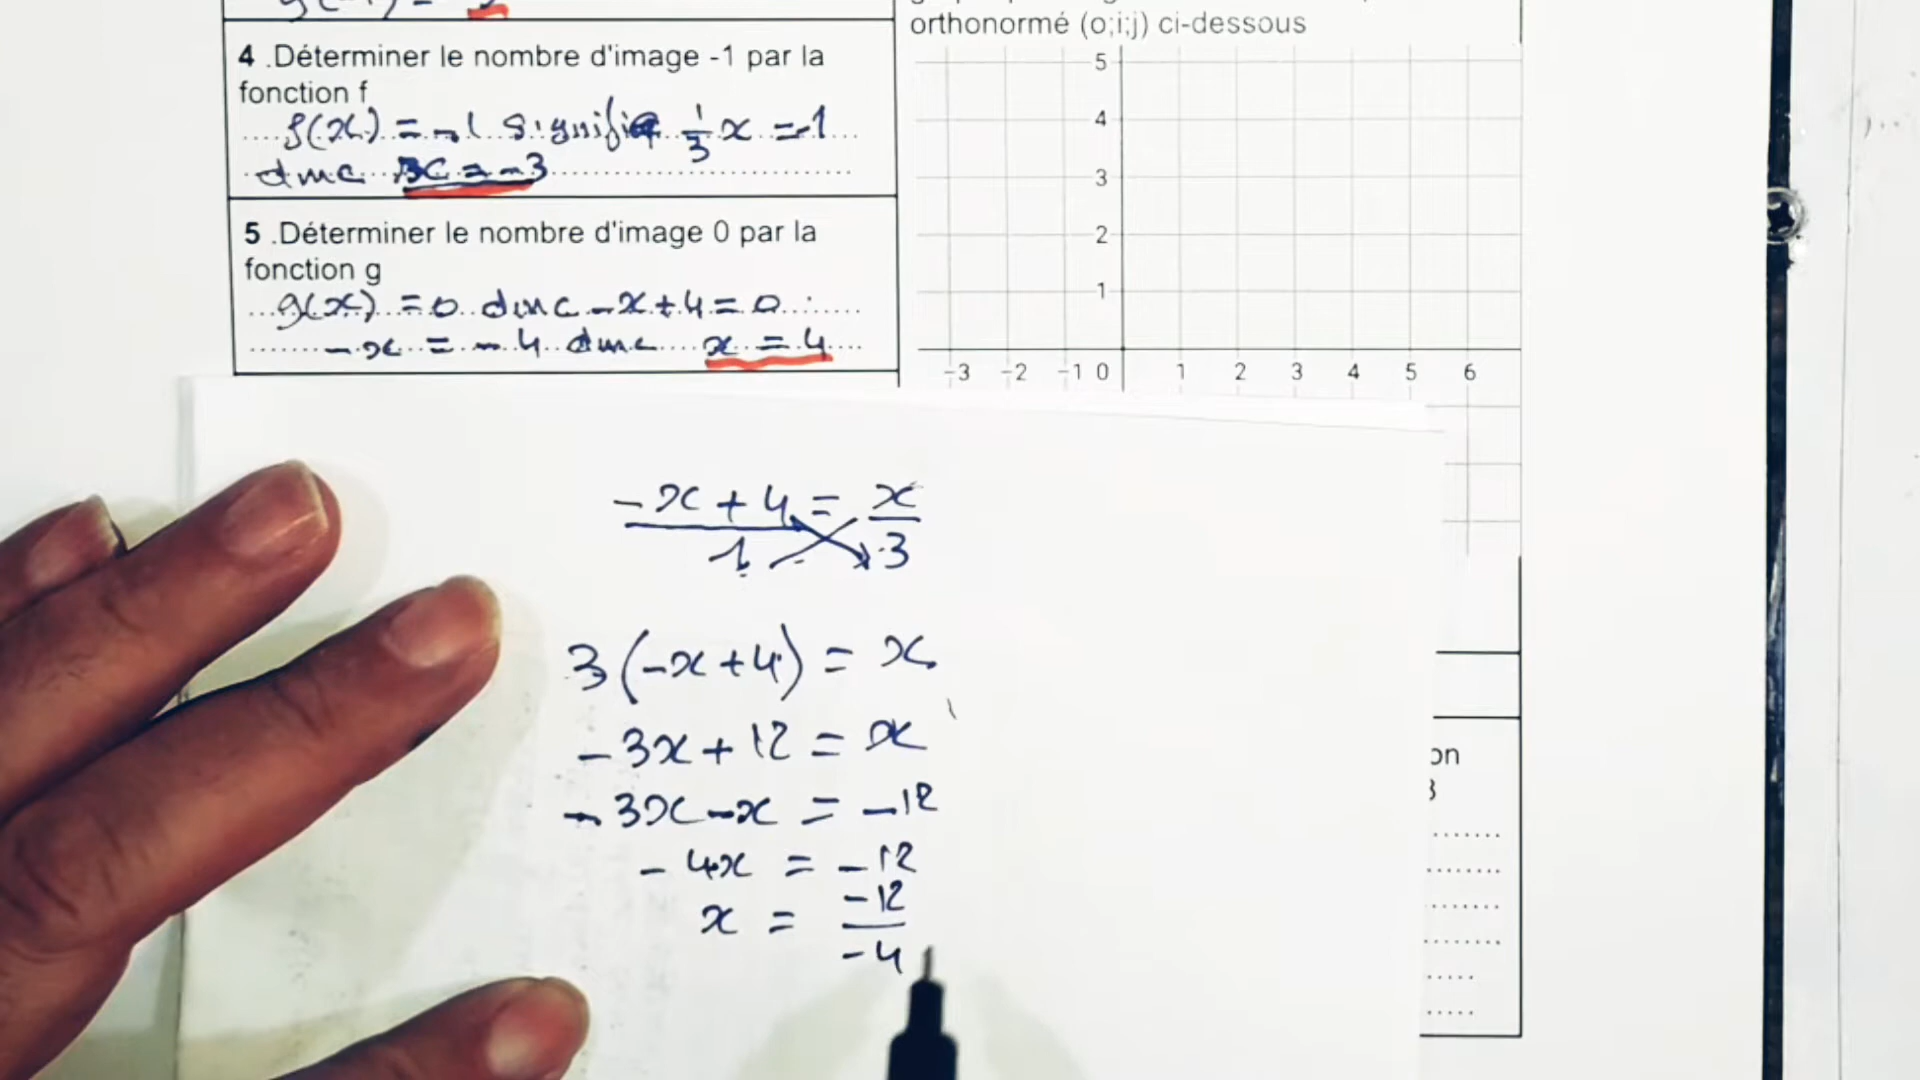 4 .Déterminer le nombre d'image -1 par la
fonction f
f(x) = -1 signifie 1/3 x = -1
donc x = -3
5 .Déterminer le nombre d'image 0 par la
fonction g
g(x) = 0 donc -x+4 = 0
-x = -4 donc x = 4
orthonormé (o;i;j) ci-dessous
5
4
3
2
1
-3 -2 -1 0 1 2 3 4 5 6
-x + 4 = x
1 3
3(-x+4) = x
-3x + 12 = x
-3x - x = -12
-4x = -12
x = -12
-4
on